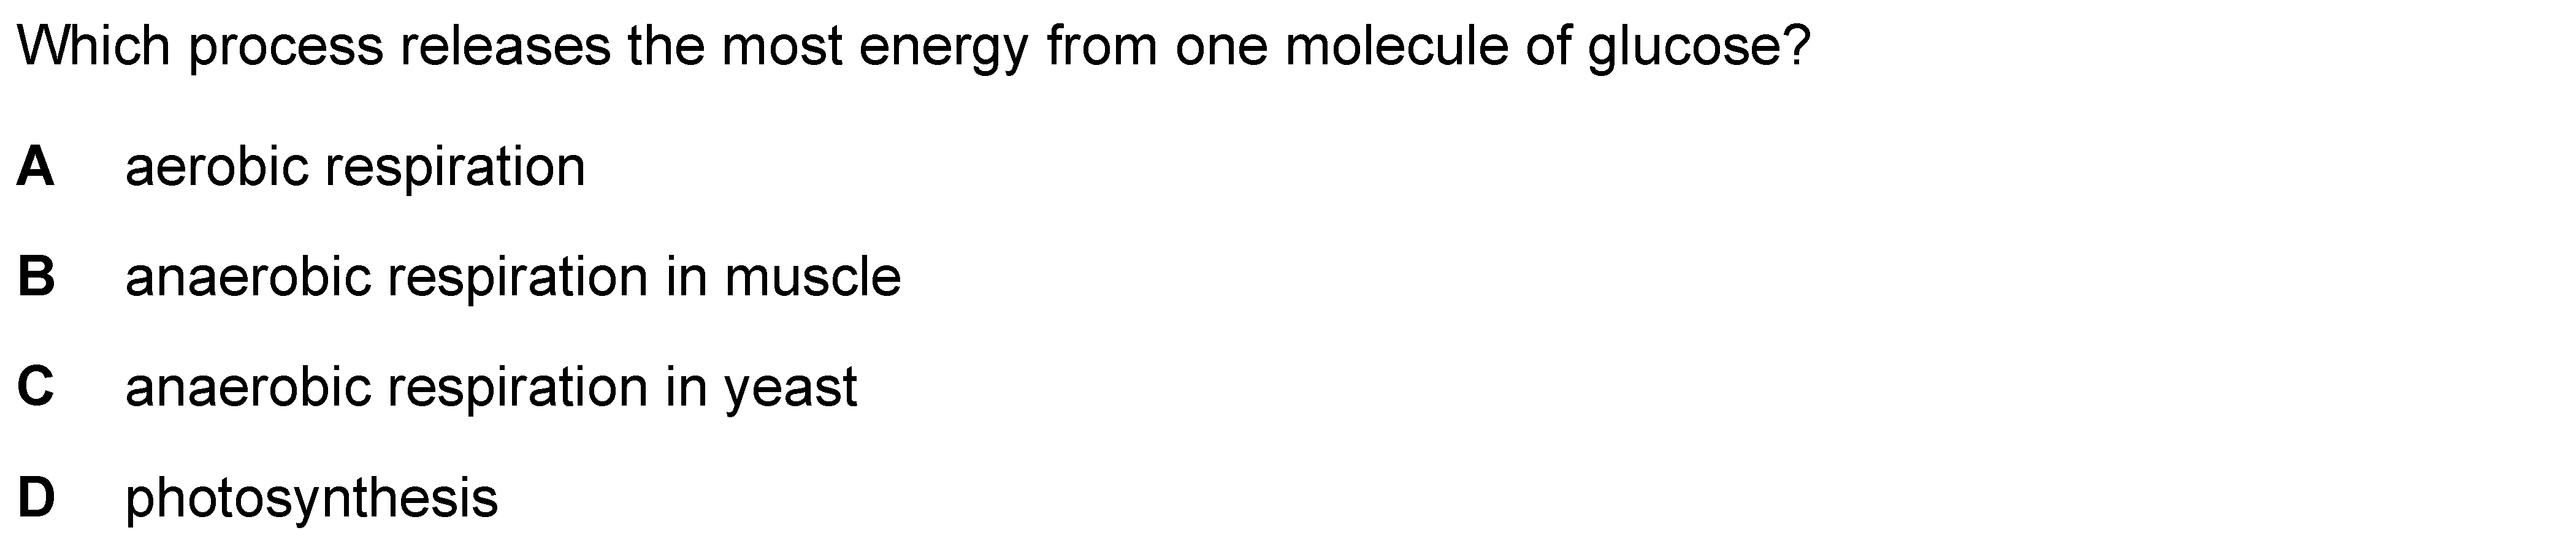 Which process releases the most energy from one molecule of glucose?
A aerobic respiration
B anaerobic respiration in muscle
C anaerobic respiration in yeast
D photosynthesis